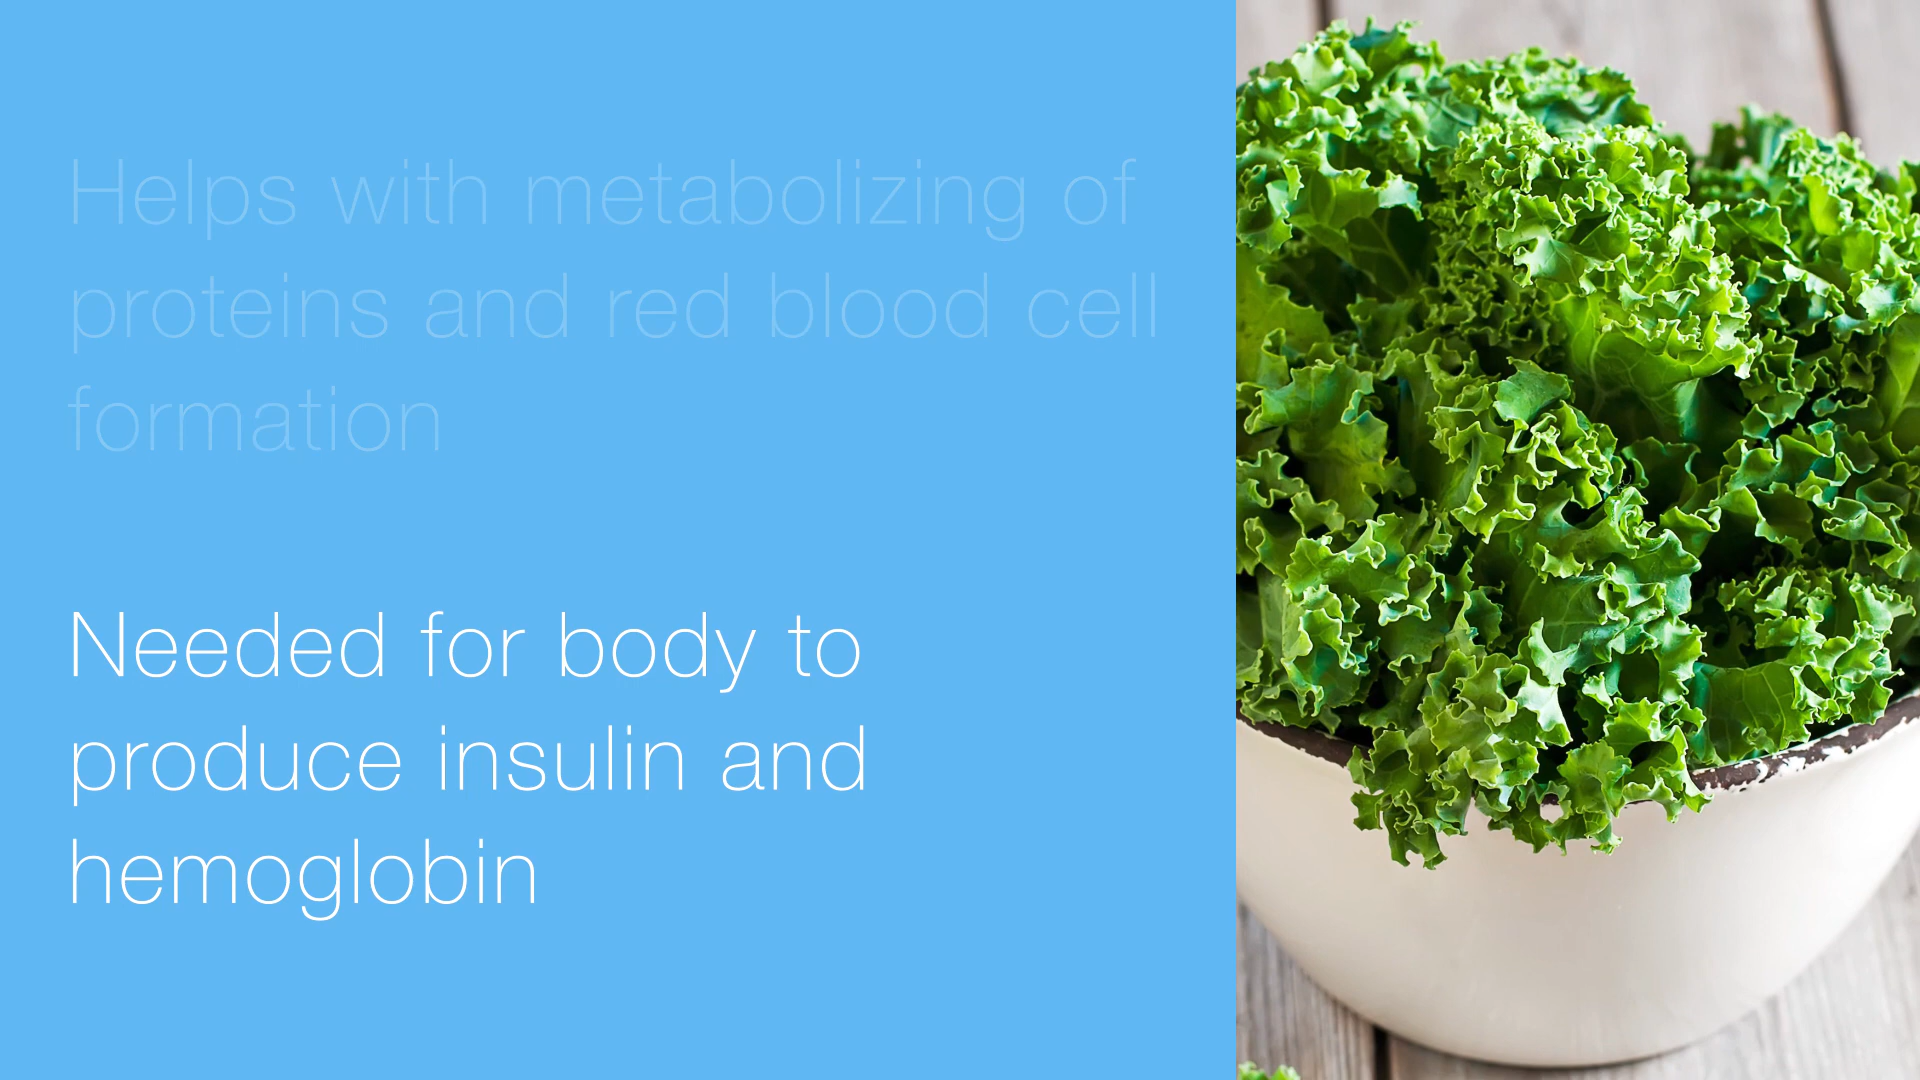 Helps with metabolizing of
proteins and red blood cell
formation
Needed for body to
produce insulin and
hemoglobin